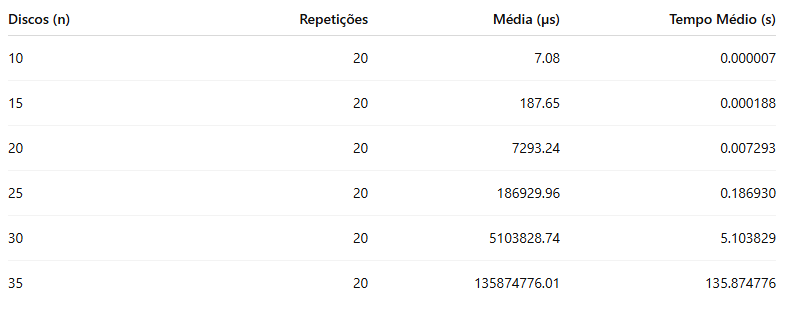 Discos (n) Repetições Média (µs) Tempo Médio (s)
10 20 7.08 0.000007
15 20 187.65 0.000188
20 20 7293.24 0.007293
25 20 186929.96 0.186930
30 20 5103828.74 5.103829
35 20 135874776.01 135.874776